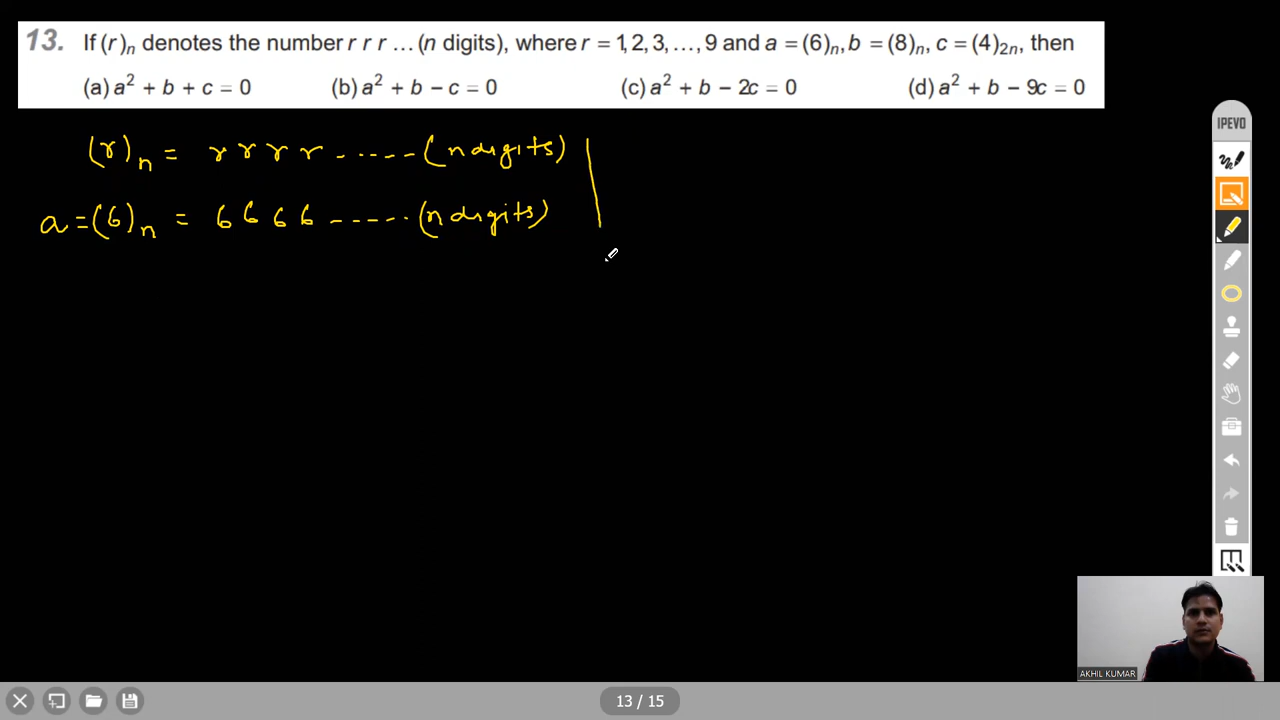 13. If (r)ₙ denotes the number r r r … (n digits), where r = 1, 2, 3, …, 9 and a = (6)ₙ, b = (8)ₙ, c = (4)₂ₙ, then
(a) a² + b + c = 0 (b) a² + b − c = 0 (c) a² + b − 2c = 0 (d) a² + b − 9c = 0
(r)ₙ = r r r r ------ (n digits)
a = (6)ₙ = 6 6 6 6 ------ (n digits)
IPEVO
AKHIL KUMAR
13 / 15